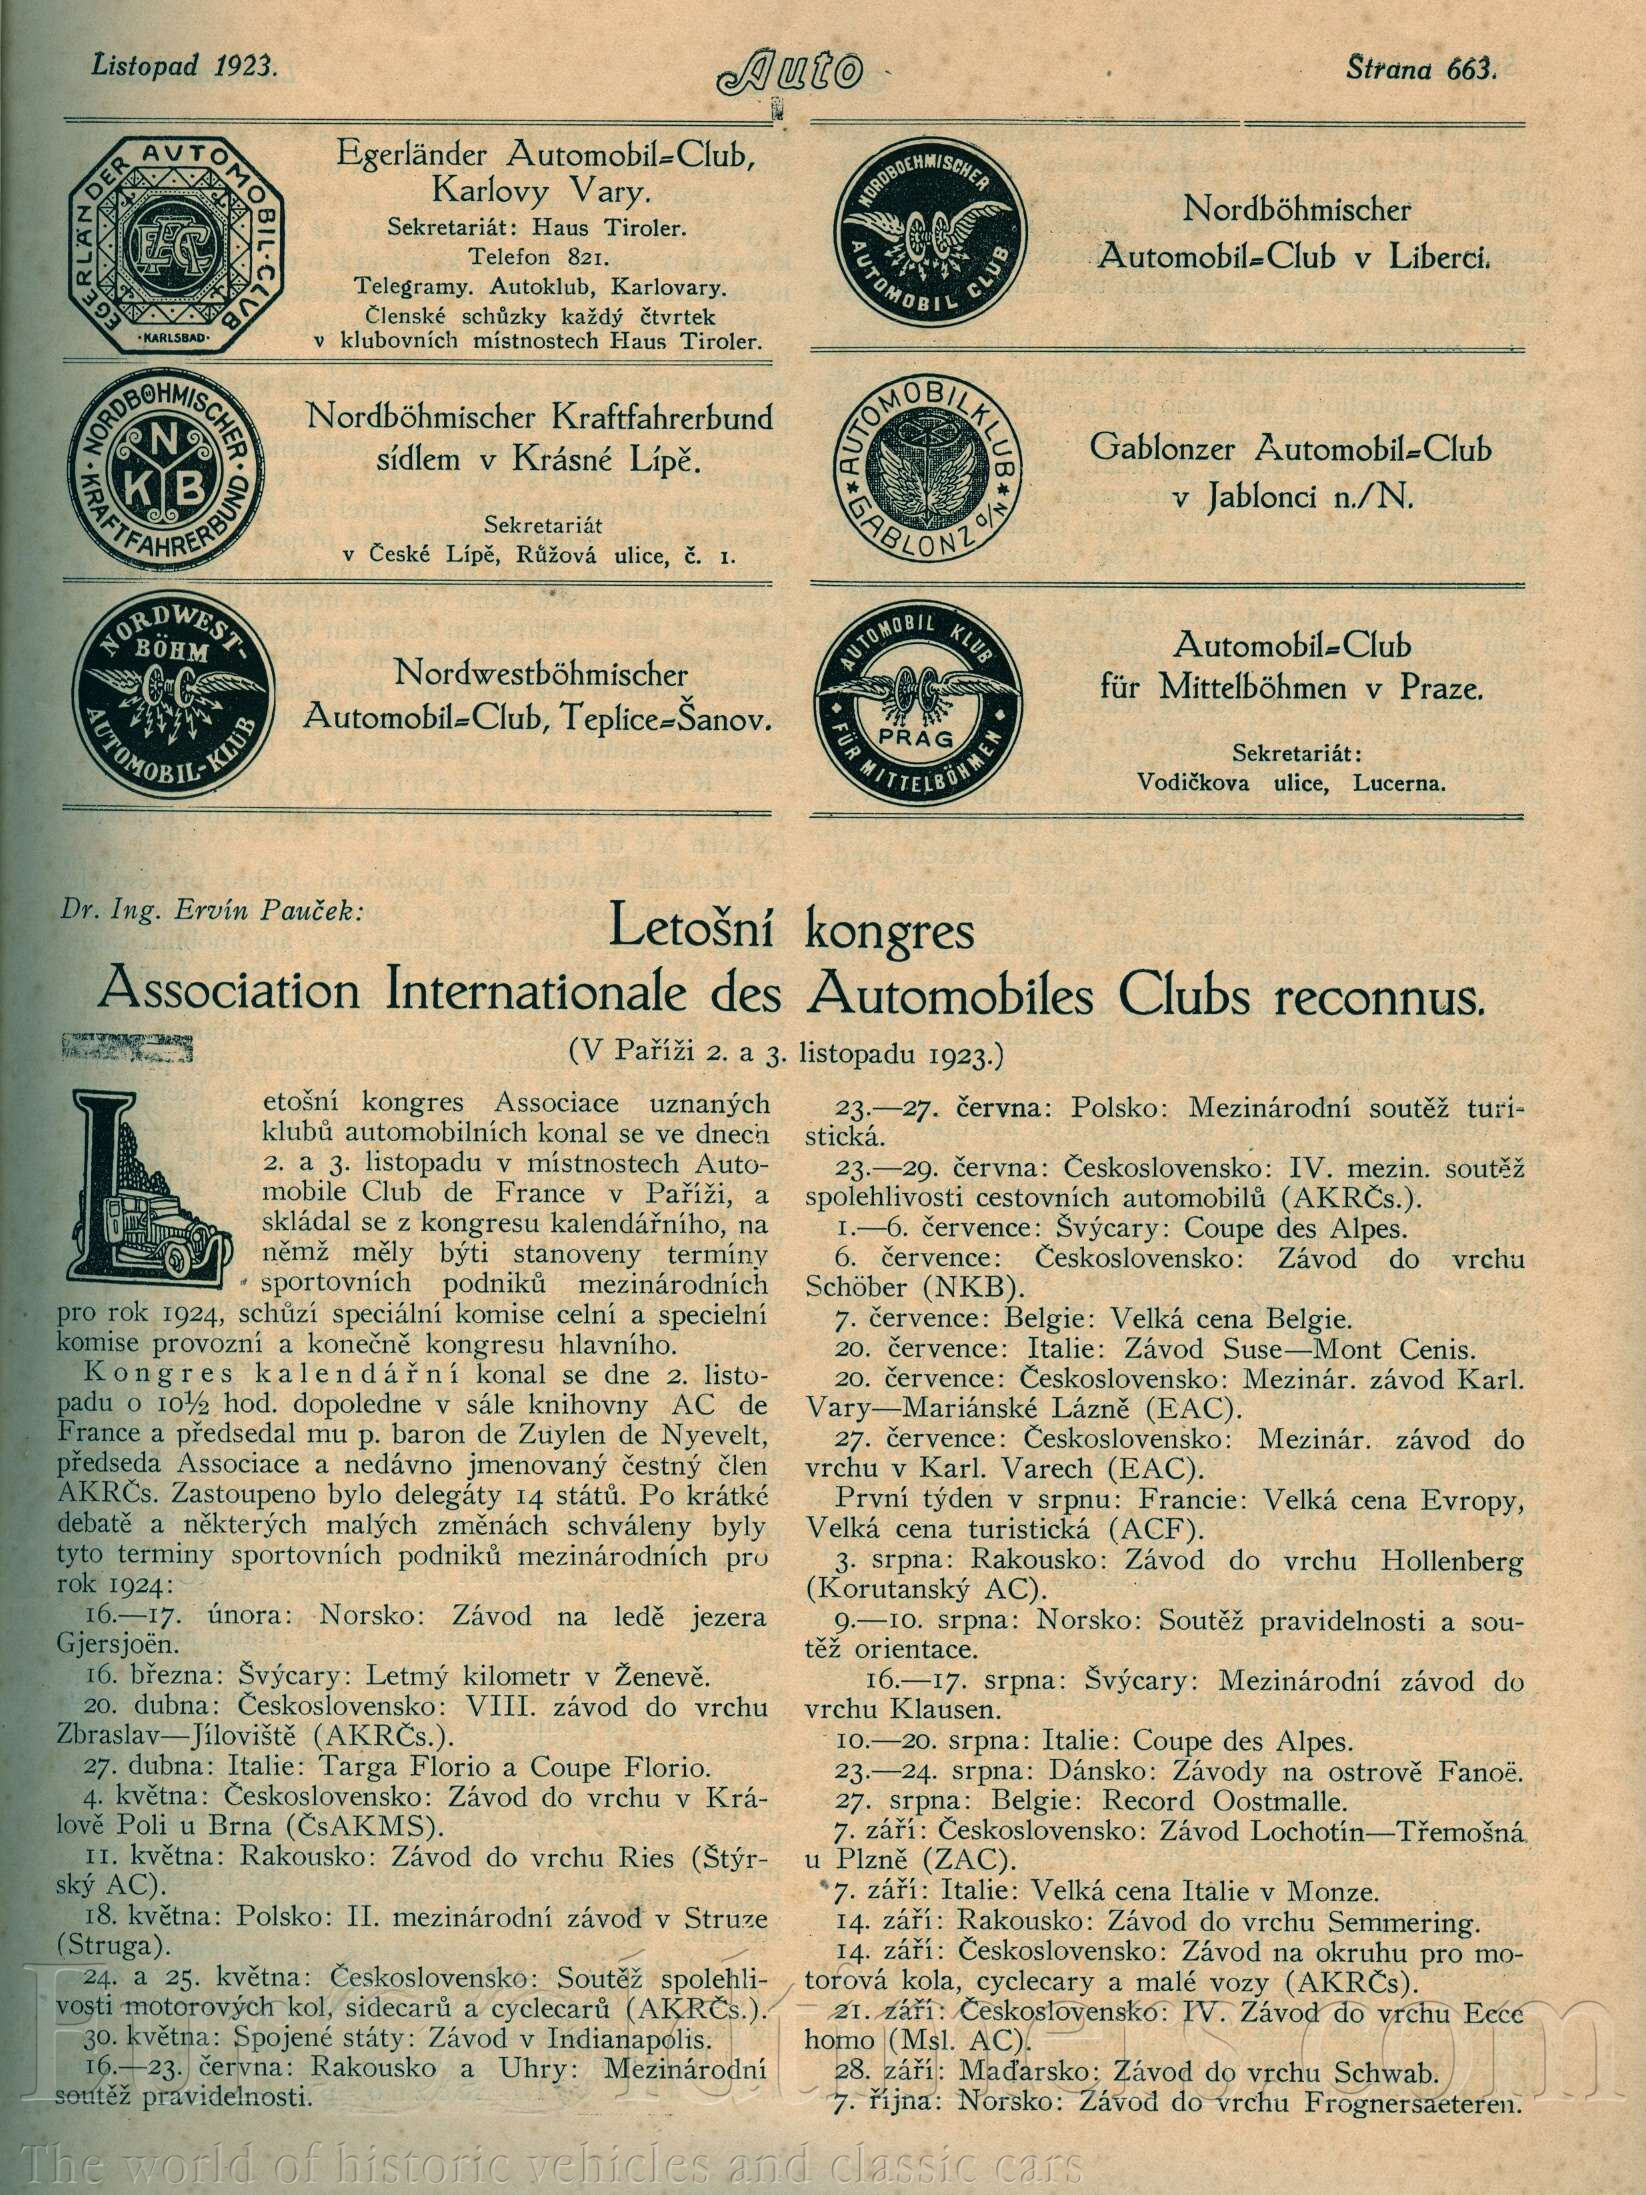 Listopad 1923.
Auto
Strana 663.
EGERLÄNDER AVTOMOBIL·CLVB
EAC
·KARLSBAD·
Egerländer Automobil=Club,
Karlovy Vary.
Sekretariát: Haus Tiroler.
Telefon 821.
Telegramy. Autoklub, Karlovary.
Členské schůzky každý čtvrtek
v klubovních místnostech Haus Tiroler.
NORDBOEHMISCHER
AUTOMOBIL CLUB
Nordböhmischer
Automobil=Club v Liberci.
·NORDBÖHMISCHER·
KRAFTFAHRERBUND
N
K B
Nordböhmischer Kraftfahrerbund
sídlem v Krásné Lípě.
Sekretariát
v České Lípě, Růžová ulice, č. 1.
AUTOMOBILKLUB
GABLONZ a/N
Gablonzer Automobil=Club
v Jablonci n./N.
NORDWEST-
BÖHM
AUTOMOBIL-KLUB
Nordwestböhmischer
Automobil=Club, Teplice=Šanov.
AUTOMOBIL KLUB
PRAG
FÜR MITTELBÖHMEN
Automobil=Club
für Mittelböhmen v Praze.
Sekretariát:
Vodičkova ulice, Lucerna.
Dr. Ing. Ervín Pauček:
Letošní kongres
Association Internationale des Automobiles Clubs reconnus.
(V Paříži 2. a 3. listopadu 1923.)
L
etošní kongres Associace uznaných
klubů automobilních konal se ve dnech
2. a 3. listopadu v místnostech Auto-
mobile Club de France v Paříži, a
skládal se z kongresu kalendářního, na
němž měly býti stanoveny termíny
sportovních podniků mezinárodních
pro rok 1924, schůzí speciální komise celní a specielní
komise provozní a konečně kongresu hlavního.
Kongres kalendářní konal se dne 2. listo-
padu o 10½ hod. dopoledne v sále knihovny AC de
France a předsedal mu p. baron de Zuylen de Nyevelt,
předseda Associace a nedávno jmenovaný čestný člen
AKRČs. Zastoupeno bylo delegáty 14 států. Po krátké
debatě a některých malých změnách schváleny byly
tyto terminy sportovních podniků mezinárodních pro
rok 1924:
16.—17. února: Norsko: Závod na ledě jezera
Gjersjoën.
16. března: Švýcary: Letmý kilometr v Ženevě.
20. dubna: Československo: VIII. závod do vrchu
Zbraslav—Jíloviště (AKRČs.).
27. dubna: Italie: Targa Florio a Coupe Florio.
4. května: Československo: Závod do vrchu v Krá-
lově Poli u Brna (ČsAKMS).
11. května: Rakousko: Závod do vrchu Ries (Štýr-
ský AC).
18. května: Polsko: II. mezinárodní závod v Struze
(Struga).
24. a 25. května: Československo: Soutěž spolehli-
vosti motorových kol, sidecarů a cyclecarů (AKRČs.).
30. května: Spojené státy: Závod v Indianapolis.
16.—23. června: Rakousko a Uhry: Mezinárodní
soutěž pravidelnosti.
23.—27. června: Polsko: Mezinárodní soutěž turi-
stická.
23.—29. června: Československo: IV. mezin. soutěž
spolehlivosti cestovních automobilů (AKRČs.).
1.—6. července: Švýcary: Coupe des Alpes.
6. července: Československo: Závod do vrchu
Schöber (NKB).
7. července: Belgie: Velká cena Belgie.
20. července: Italie: Závod Suse—Mont Cenis.
20. července: Československo: Mezinár. závod Karl.
Vary—Mariánské Lázně (EAC).
27. července: Československo: Mezinár. závod do
vrchu v Karl. Varech (EAC).
První týden v srpnu: Francie: Velká cena Evropy,
Velká cena turistická (ACF).
3. srpna: Rakousko: Závod do vrchu Hollenberg
(Korutanský AC).
9.—10. srpna: Norsko: Soutěž pravidelnosti a sou-
těž orientace.
16.—17. srpna: Švýcary: Mezinárodní závod do
vrchu Klausen.
10.—20. srpna: Italie: Coupe des Alpes.
23.—24. srpna: Dánsko: Závody na ostrově Fanoë.
27. srpna: Belgie: Record Oostmalle.
7. září: Československo: Závod Lochotín—Třemošná
u Plzně (ZAC).
7. září: Italie: Velká cena Italie v Monze.
14. září: Rakousko: Závod do vrchu Semmering.
14. září: Československo: Závod na okruhu pro mo-
torová kola, cyclecary a malé vozy (AKRČs).
21. září: Československo: IV. Závod do vrchu Ecce
homo (Msl. AC).
28. září: Maďarsko: Závod do vrchu Schwab.
7. října: Norsko: Závod do vrchu Frognersaeteren.
The world of historic vehicles and classic cars